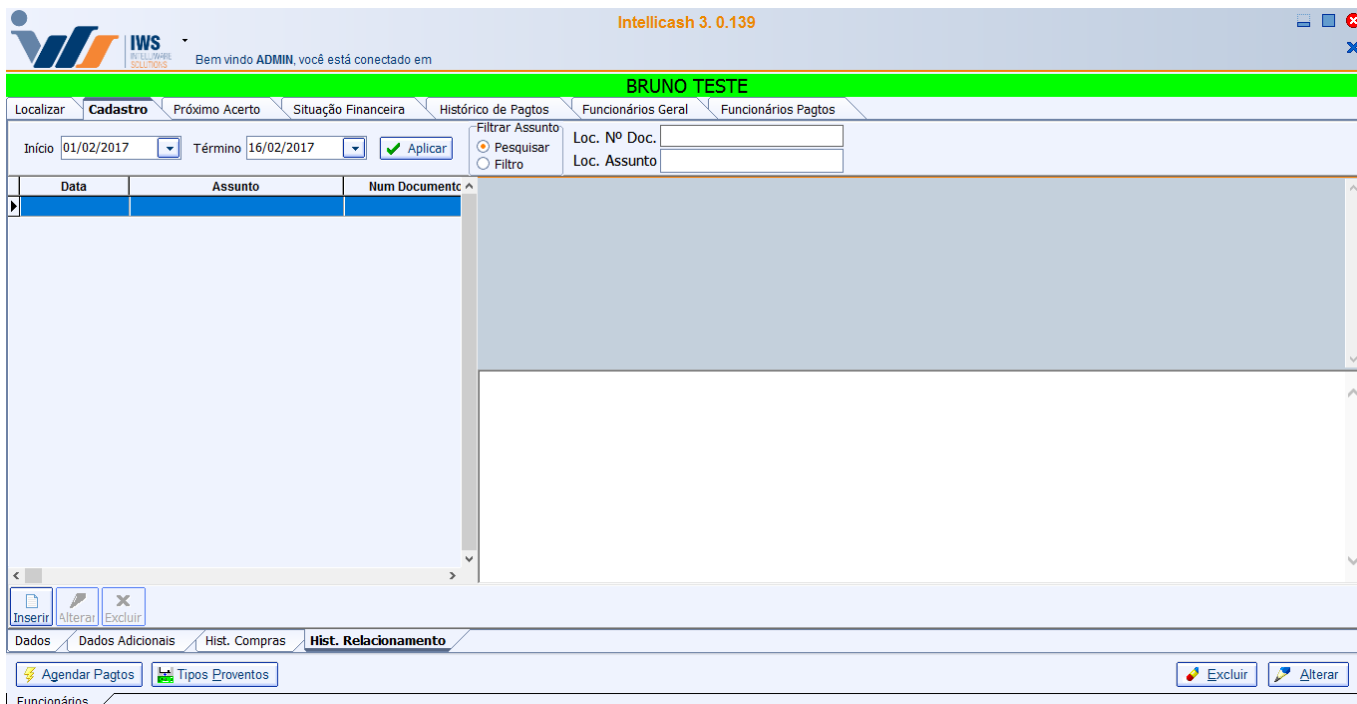 Intellicash 3. 0.139
IWS
INTELLIWARE
SOLUTIONS
Bem vindo ADMIN, você está conectado em
BRUNO TESTE
Localizar Cadastro Próximo Acerto Situação Financeira Histórico de Pagtos Funcionários Geral Funcionários Pagtos
Início 01/02/2017 Término 16/02/2017 Aplicar
Filtrar Assunto
Pesquisar
Filtro
Loc. Nº Doc.
Loc. Assunto
Data Assunto Num Documento
Inserir Alterar Excluir
Dados Dados Adicionais Hist. Compras Hist. Relacionamento
Agendar Pagtos Tipos Proventos Excluir Alterar
Funcionários